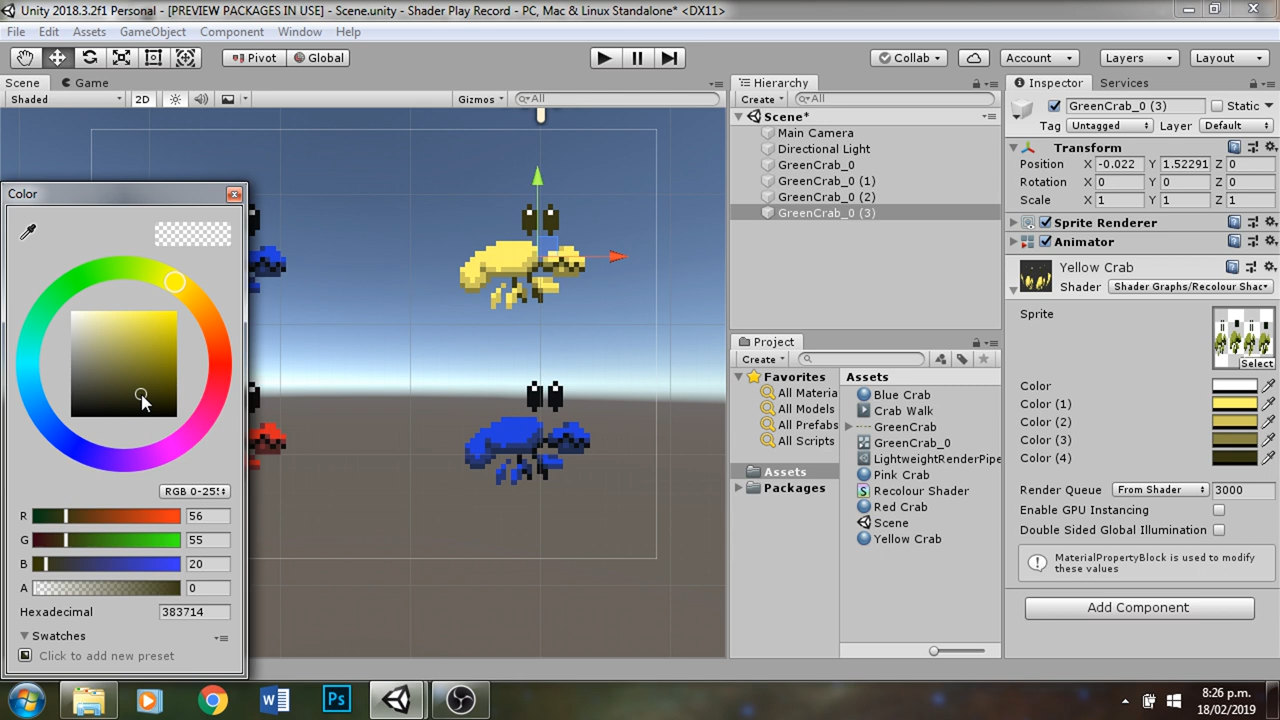 Unity 2018.3.2f1 Personal - [PREVIEW PACKAGES IN USE] - Scene.unity - Shader Play Record - PC, Mac & Linux Standalone* <DX11>
File Edit Assets GameObject Component Window Help
Pivot Global Collab Account Layers Layout
Scene Game
Shaded 2D Gizmos All
Color
RGB 0-25
R 56
G 55
B 20
A 0
Hexadecimal 383714
Swatches
Click to add new preset
Hierarchy
Create All
Scene*
Main Camera
Directional Light
GreenCrab_0
GreenCrab_0 (1)
GreenCrab_0 (2)
GreenCrab_0 (3)
Project
Create
Favorites
All Materia
All Models
All Prefabs
All Scripts
Assets
Packages
Assets
Blue Crab
Crab Walk
GreenCrab
GreenCrab_0
LightweightRenderPipe
Pink Crab
Recolour Shader
Red Crab
Scene
Yellow Crab
Inspector Services
GreenCrab_0 (3) Static
Tag Untagged Layer Default
Transform
Position X -0.022 Y 1.52291 Z 0
Rotation X 0 Y 0 Z 0
Scale X 1 Y 1 Z 1
Sprite Renderer
Animator
Yellow Crab
Shader Shader Graphs/Recolour Shac
Sprite
Select
Color
Color (1)
Color (2)
Color (3)
Color (4)
Render Queue From Shader 3000
Enable GPU Instancing
Double Sided Global Illumination
MaterialPropertyBlock is used to modify
these values
Add Component
W Ps
8:26 p.m.
18/02/2019